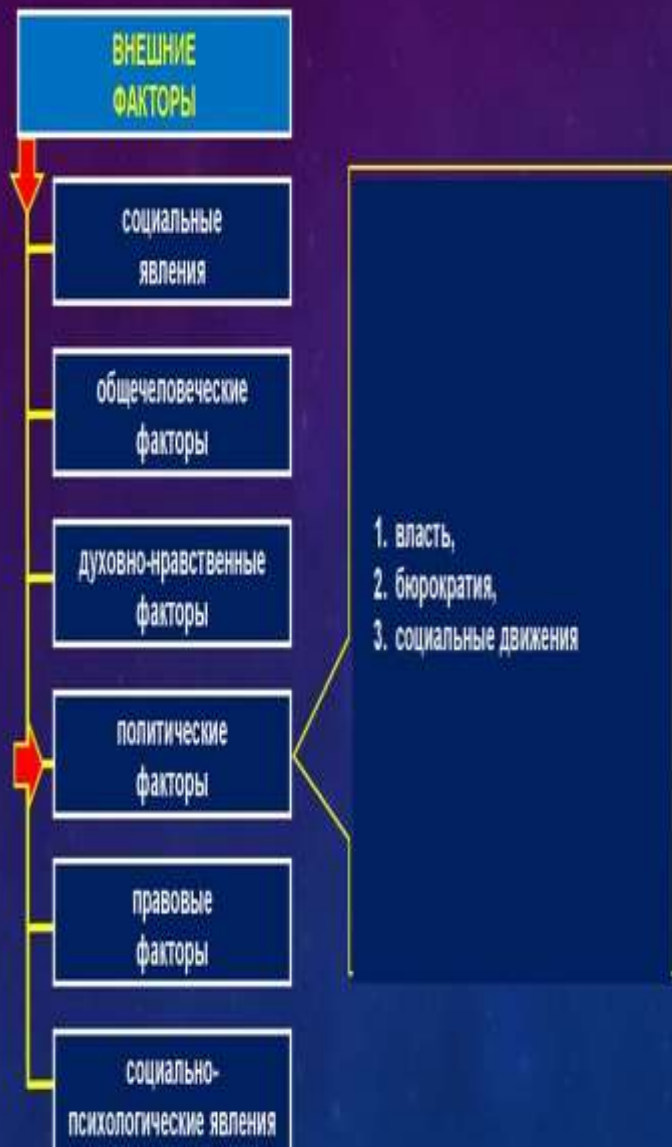 ВНЕШНИЕ
ФАКТОРЫ
социальные
явления
общечеловеческие
факторы
духовно-нравственные
факторы
политические
факторы
правовые
факторы
социально-
психологические явления
1. власть,
2. бюрократия,
3. социальные движения